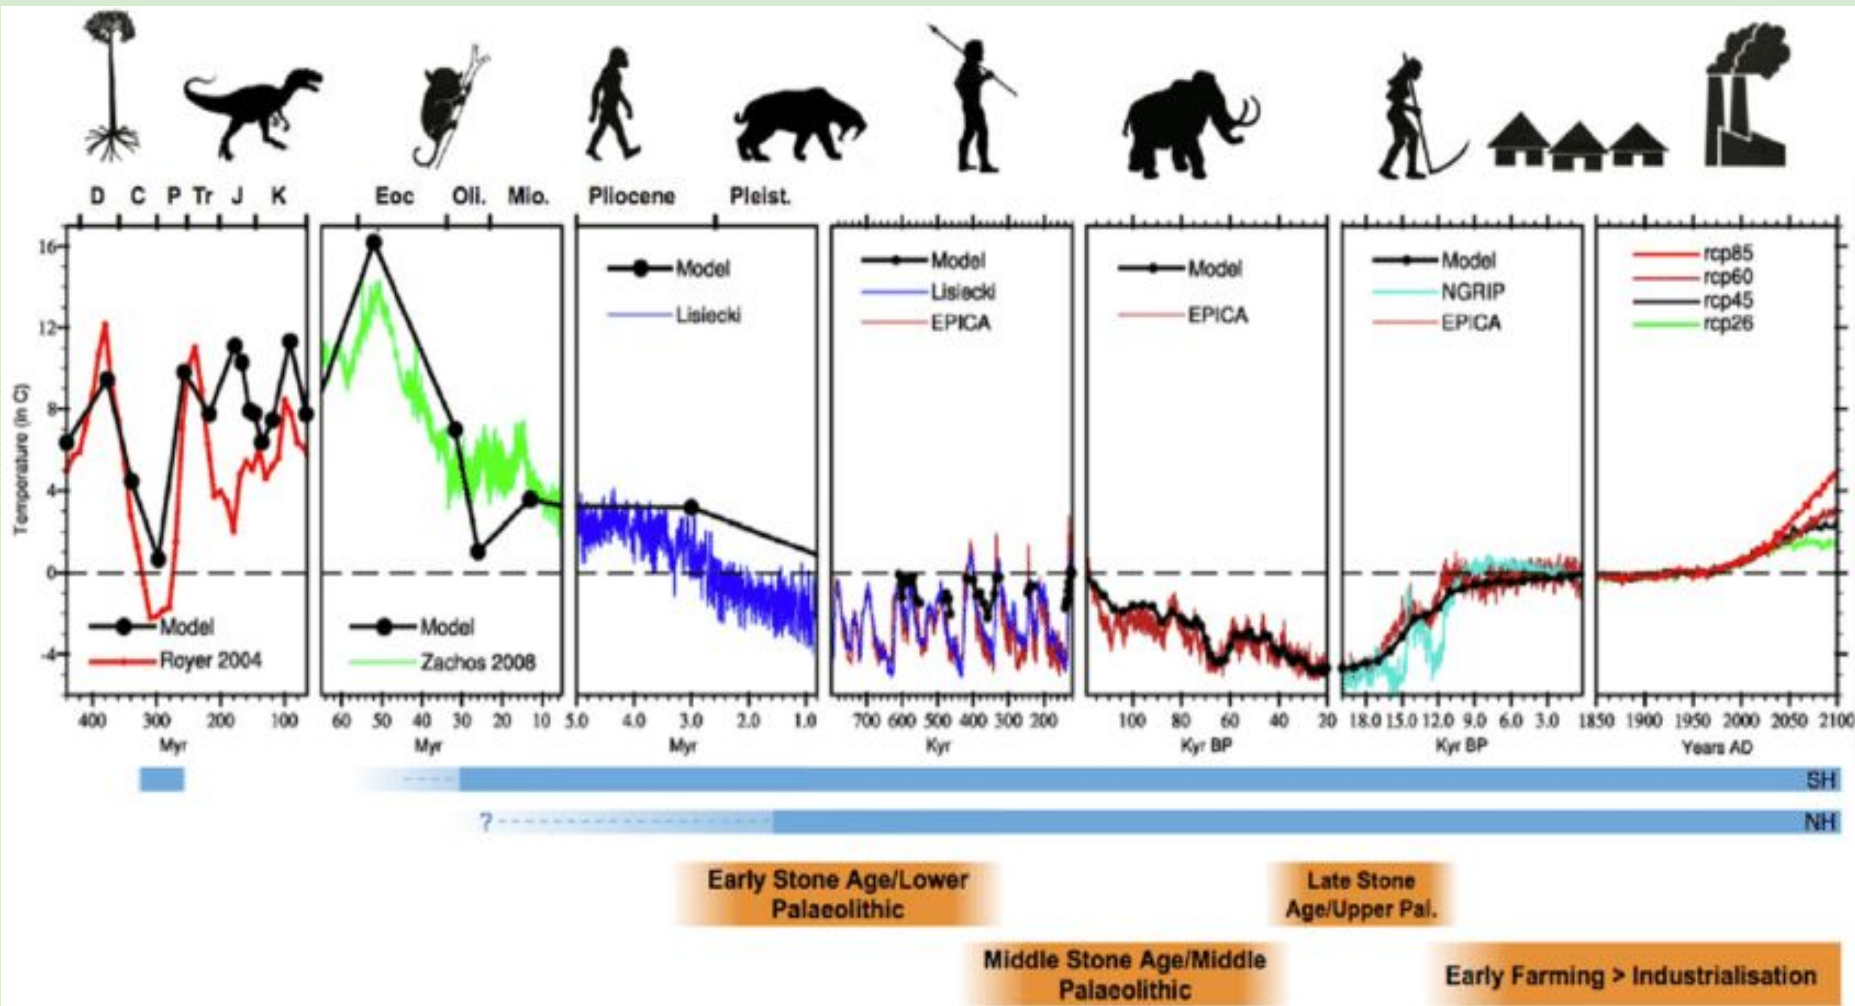 D C P Tr J K
Eoc Oli. Mio.
Pliocene Pleist.
Temperature (in C)
16
12
8
4
0
-4
Model
Royer 2004
400 300 200 100
Myr
Model
Zachos 2008
60 50 40 30 20 10
Myr
Model
Lisiecki
5.0 4.0 3.0 2.0 1.0
Myr
Model
Lisiecki
EPICA
700 600 500 400 300 200
Kyr
Model
EPICA
100 80 60 40 20
Kyr BP
Model
NGRIP
EPICA
18.0 15.0 12.0 9.0 6.0 3.0
Kyr BP
rcp85
rcp60
rcp45
rcp26
1850 1900 1950 2000 2050 2100
Years AD
SH
?
NH
Early Stone Age/Lower
Palaeolithic
Late Stone
Age/Upper Pal.
Middle Stone Age/Middle
Palaeolithic
Early Farming > Industrialisation